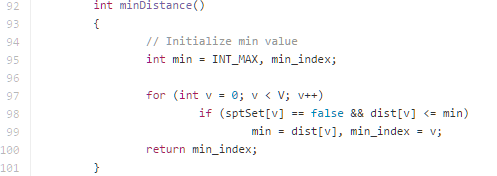 92 int minDistance()
93 {
94 // Initialize min value
95 int min = INT_MAX, min_index;
96
97 for (int v = 0; v < V; v++)
98 if (sptSet[v] == false && dist[v] <= min)
99 min = dist[v], min_index = v;
100 return min_index;
101 }